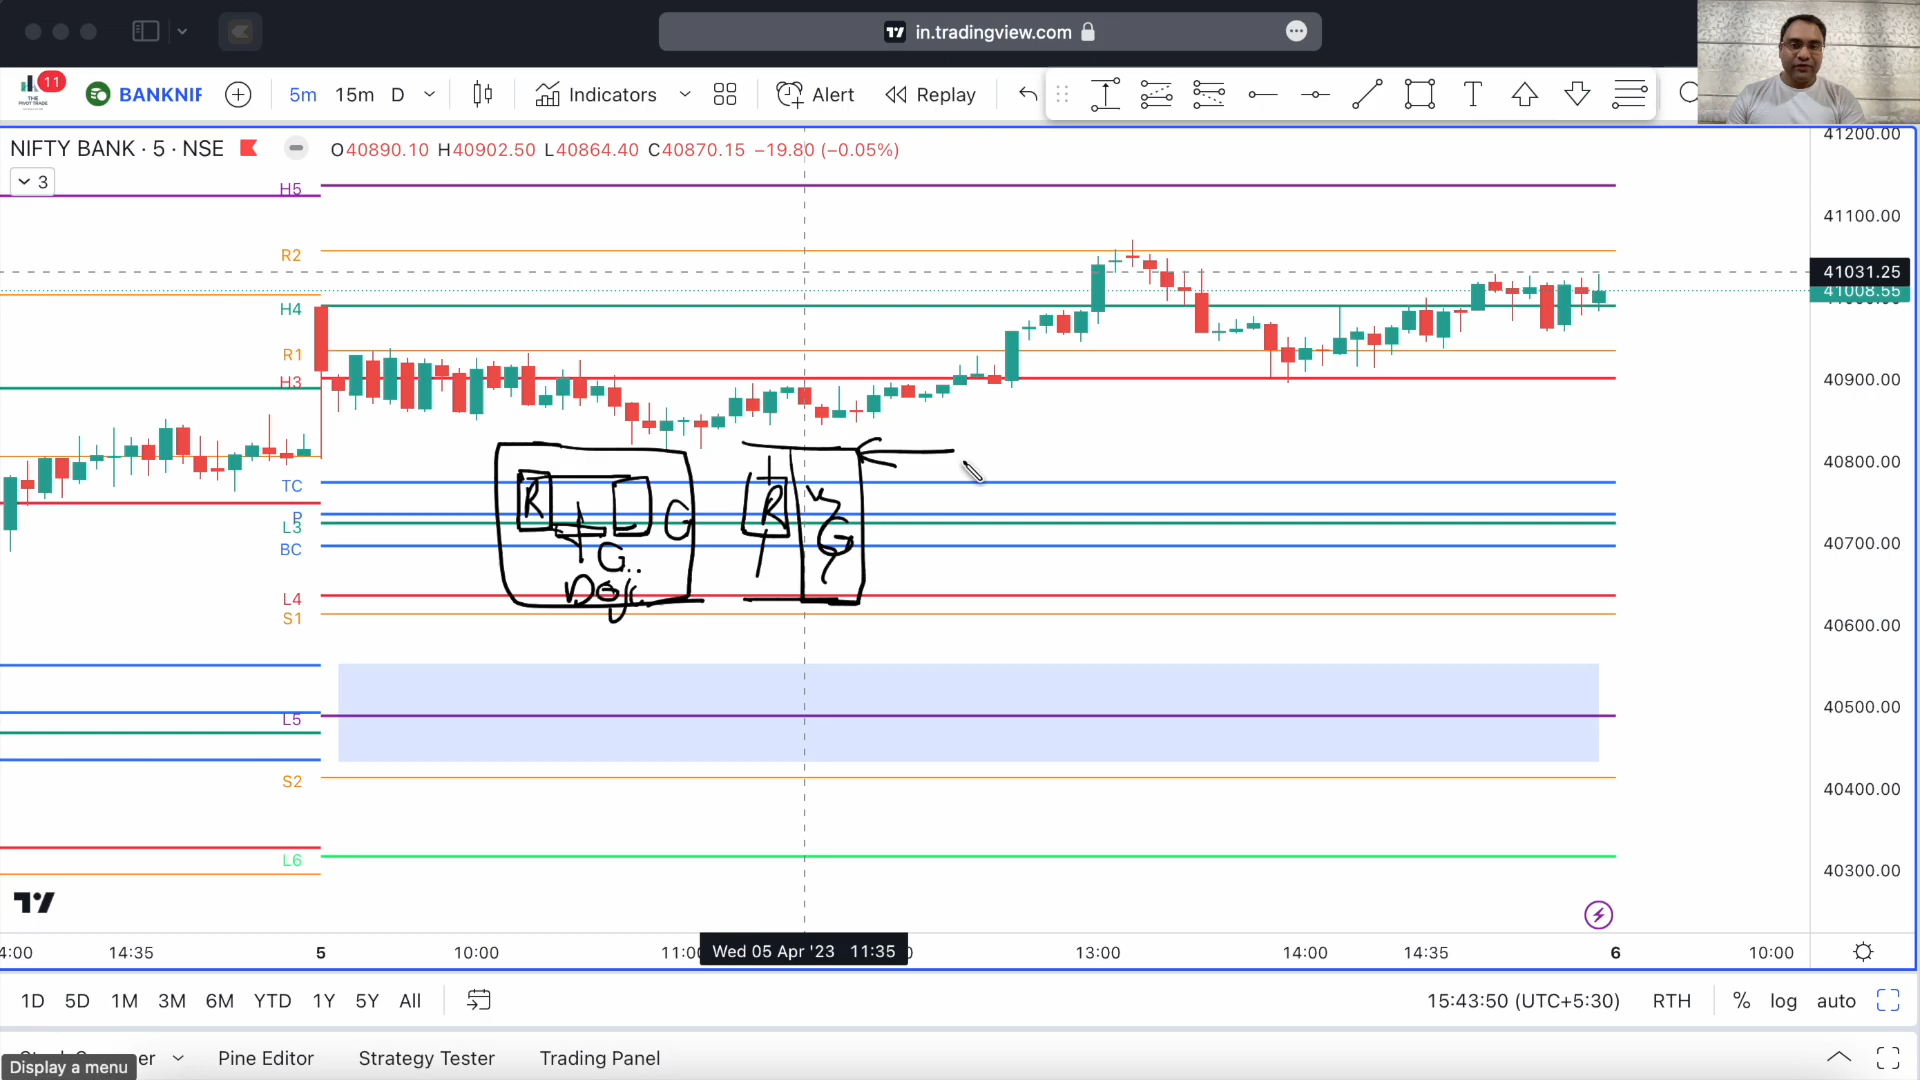 in.tradingview.com
11
THE
PIVOT TRADE
BANKNIF
5m 15m D
Indicators
Alert
Replay
T
NIFTY BANK · 5 · NSE
O40890.10 H40902.50 L40864.40 C40870.15 −19.80 (−0.05%)
3
41200.00
H5
41100.00
R2
41031.25
41008.55
H4
R1
H3
40900.00
40800.00
TC
P
L3
BC
40700.00
R
G
R
G
G
Doji
L4
S1
40600.00
L5
40500.00
S2
40400.00
L6
40300.00
14:35 5 10:00 Wed 05 Apr '23 11:35 13:00 14:00 14:35 6 10:00
1D 5D 1M 3M 6M YTD 1Y 5Y All
15:43:50 (UTC+5:30) RTH % log auto
Pine Editor Strategy Tester Trading Panel
Display a menu